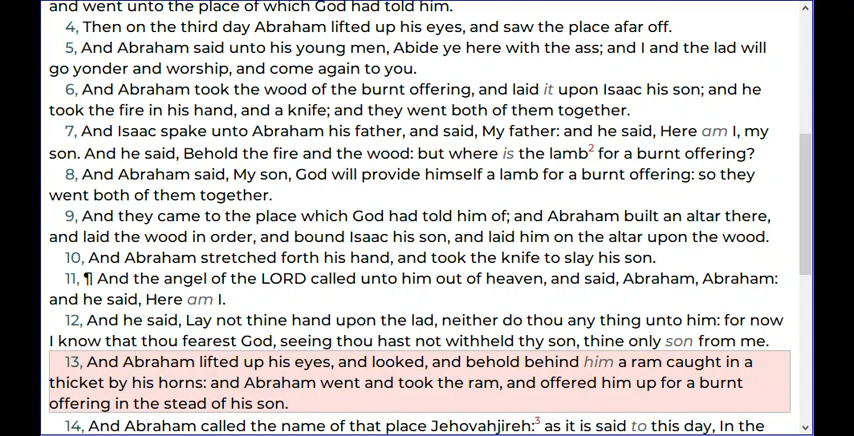 and went unto the place of which God had told him.
4, Then on the third day Abraham lifted up his eyes, and saw the place afar off.
5, And Abraham said unto his young men, Abide ye here with the ass; and I and the lad will
go yonder and worship, and come again to you.
6, And Abraham took the wood of the burnt offering, and laid it upon Isaac his son; and he
took the fire in his hand, and a knife; and they went both of them together.
7, And Isaac spake unto Abraham his father, and said, My father: and he said, Here am I, my
son. And he said, Behold the fire and the wood: but where is the lamb2 for a burnt offering?
8, And Abraham said, My son, God will provide himself a lamb for a burnt offering: so they
went both of them together.
9, And they came to the place which God had told him of; and Abraham built an altar there,
and laid the wood in order, and bound Isaac his son, and laid him on the altar upon the wood.
10, And Abraham stretched forth his hand, and took the knife to slay his son.
11, ¶ And the angel of the LORD called unto him out of heaven, and said, Abraham, Abraham:
and he said, Here am I.
12, And he said, Lay not thine hand upon the lad, neither do thou any thing unto him: for now
I know that thou fearest God, seeing thou hast not withheld thy son, thine only son from me.
13, And Abraham lifted up his eyes, and looked, and behold behind him a ram caught in a
thicket by his horns: and Abraham went and took the ram, and offered him up for a burnt
offering in the stead of his son.
14, And Abraham called the name of that place Jehovahjireh:3 as it is said to this day, In the